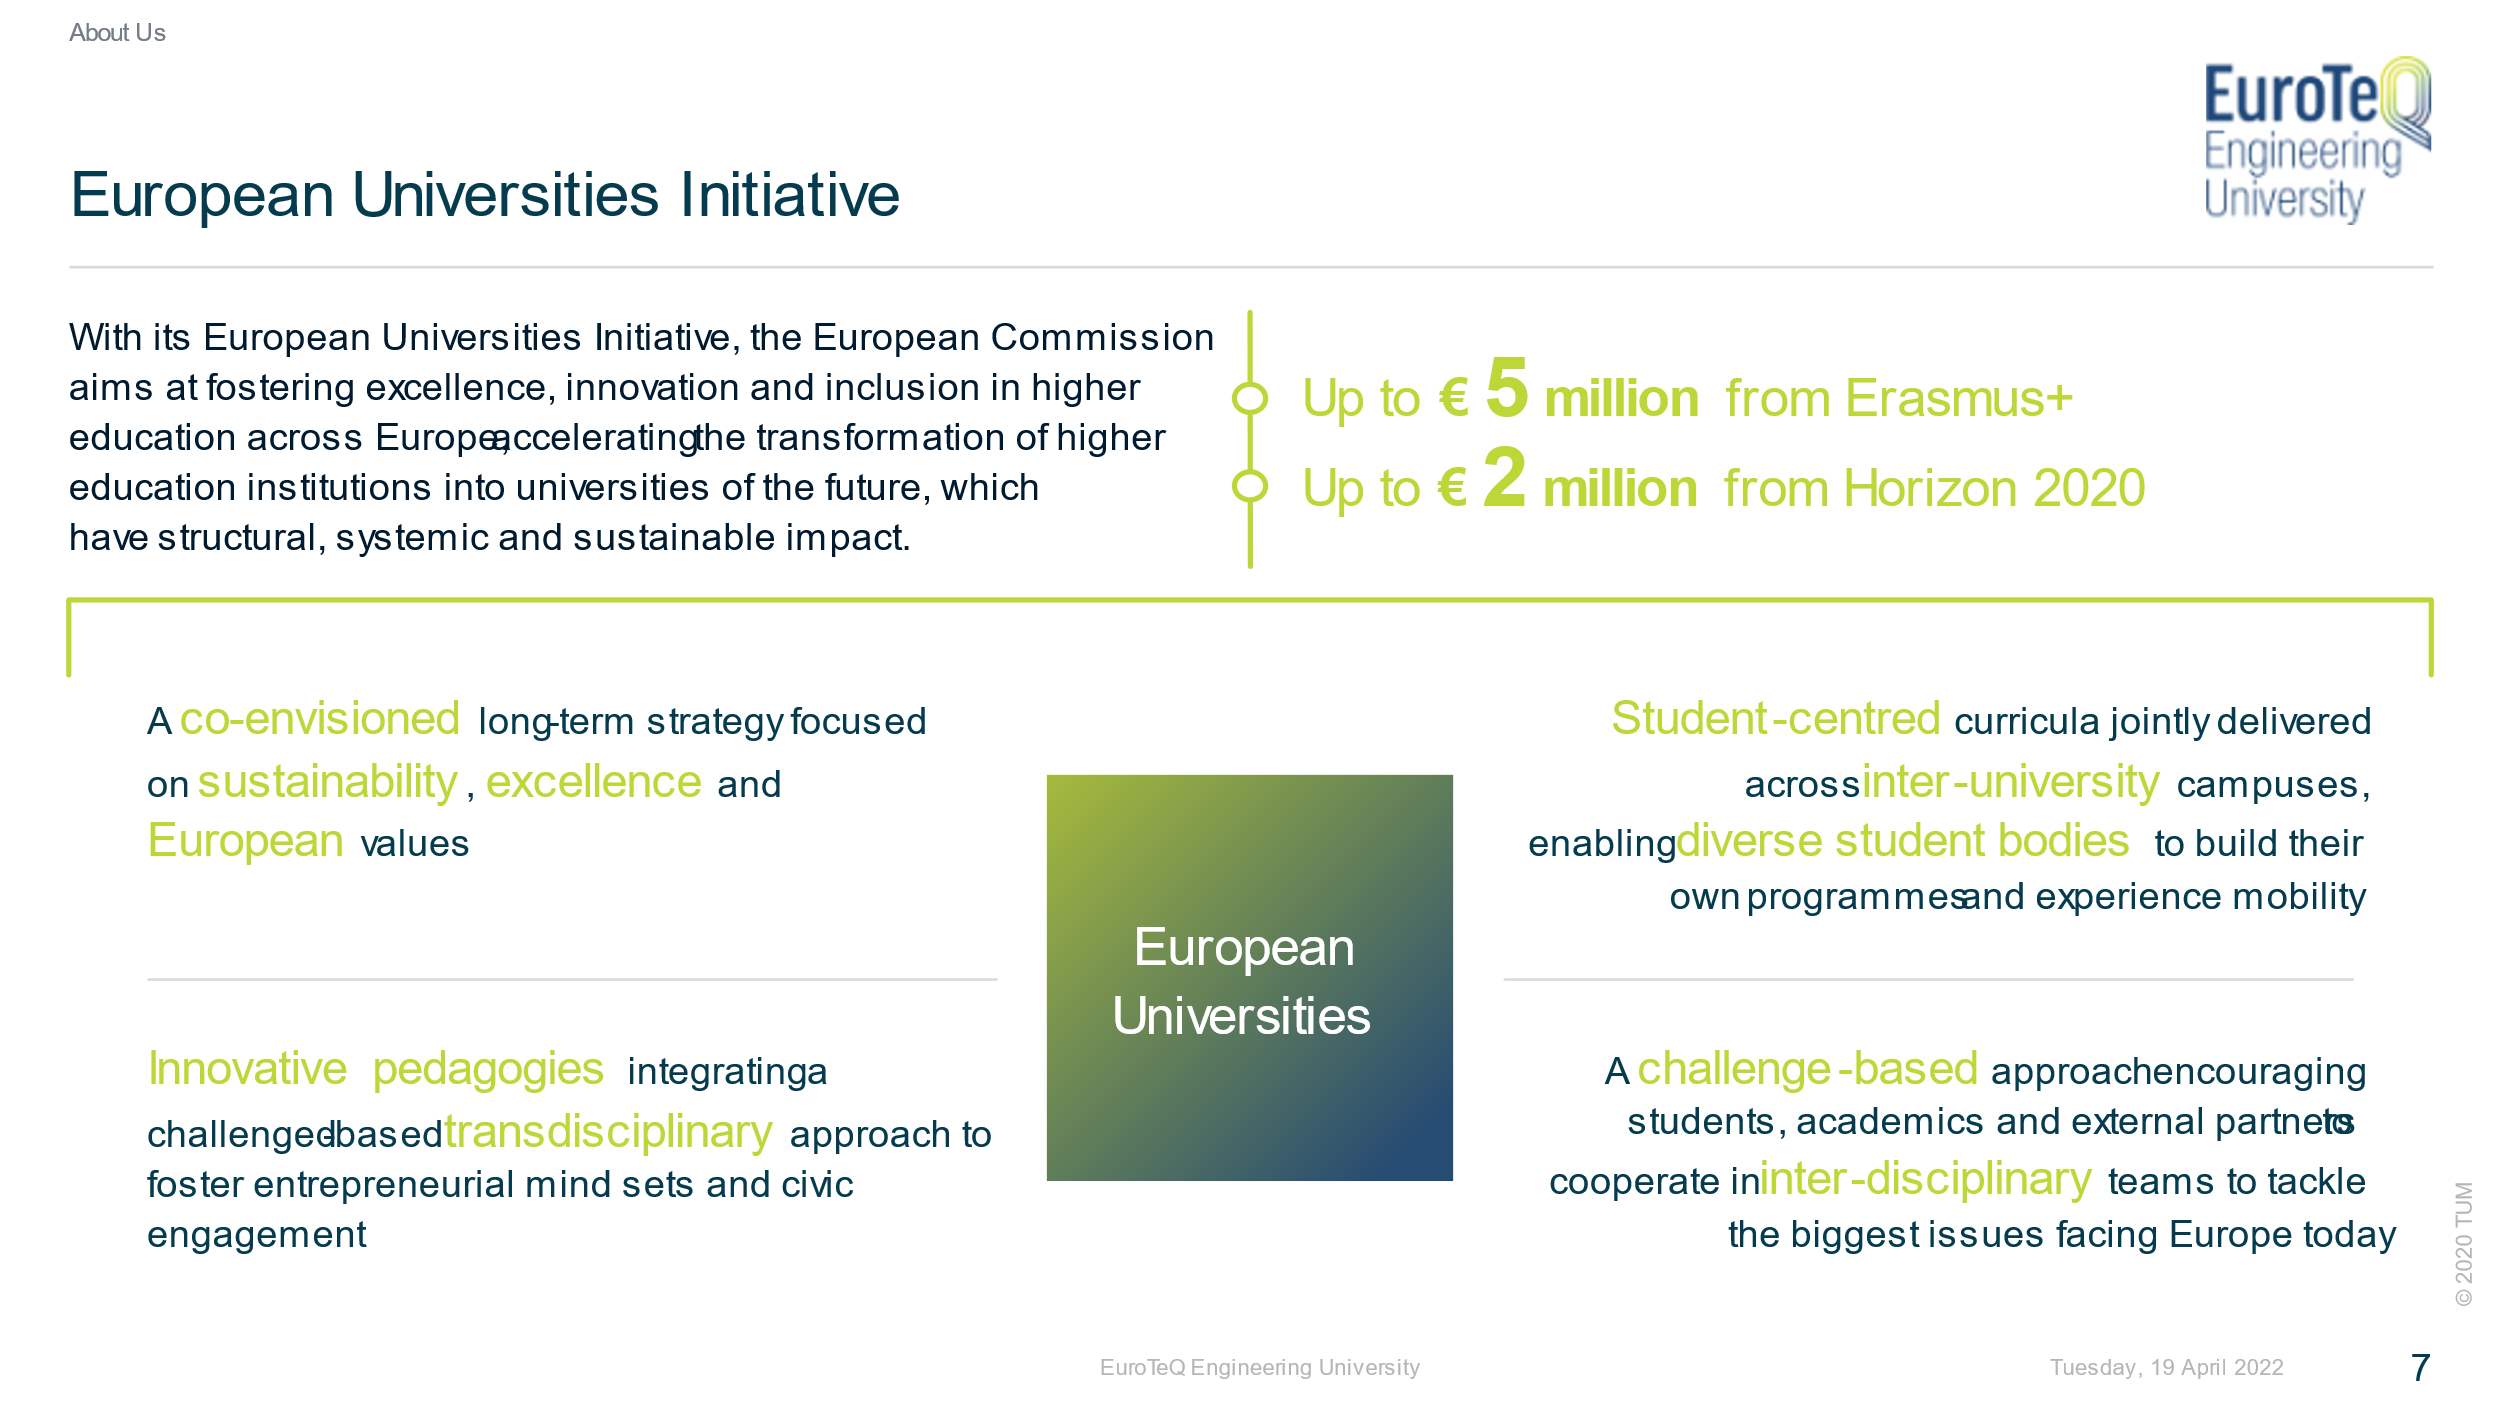 About Us
EuroTeQ
Engineering
University
European Universities Initiative
With its European Universities Initiative, the European Commission
aims at fostering excellence, innovation and inclusion in higher
education across Europe, accelerating the transformation of higher
education institutions into universities of the future, which
have structural, systemic and sustainable impact.
Up to € 5 million from Erasmus+
Up to € 2 million from Horizon 2020
A co-envisioned long-term strategy focused
on sustainability, excellence and
European values
Student-centred curricula jointly delivered
across inter-university campuses,
enabling diverse student bodies to build their
own programmes and experience mobility
European
Universities
Innovative pedagogies integrating a
challenged-based transdisciplinary approach to
foster entrepreneurial mind sets and civic
engagement
A challenge-based approach encouraging
students, academics and external partners to
cooperate in inter-disciplinary teams to tackle
the biggest issues facing Europe today
© 2020 TUM
EuroTeQ Engineering University
Tuesday, 19 April 2022
7